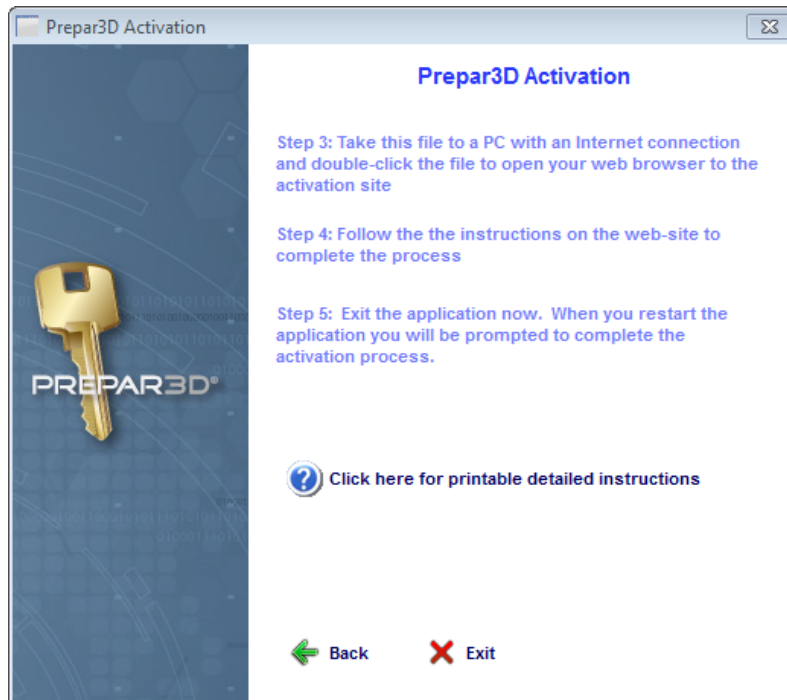 Prepar3D Activation
Prepar3D Activation
Step 3: Take this file to a PC with an Internet connection
and double-click the file to open your web browser to the
activation site
Step 4: Follow the the instructions on the web-site to
complete the process
Step 5: Exit the application now. When you restart the
application you will be prompted to complete the
activation process.
PREPAR3D®
Click here for printable detailed instructions
Back
Exit